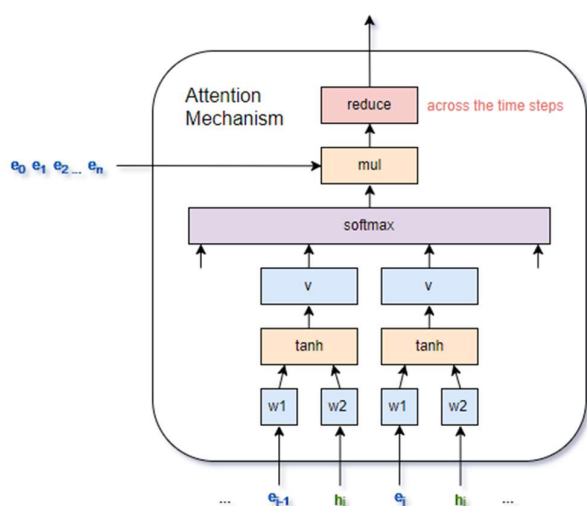 Attention
Mechanism
reduce
across the time steps
e0 e1 e2 ... en
mul
softmax
v v
tanh tanh
w1 w2 w1 w2
... ei-1 hi ei hi ...